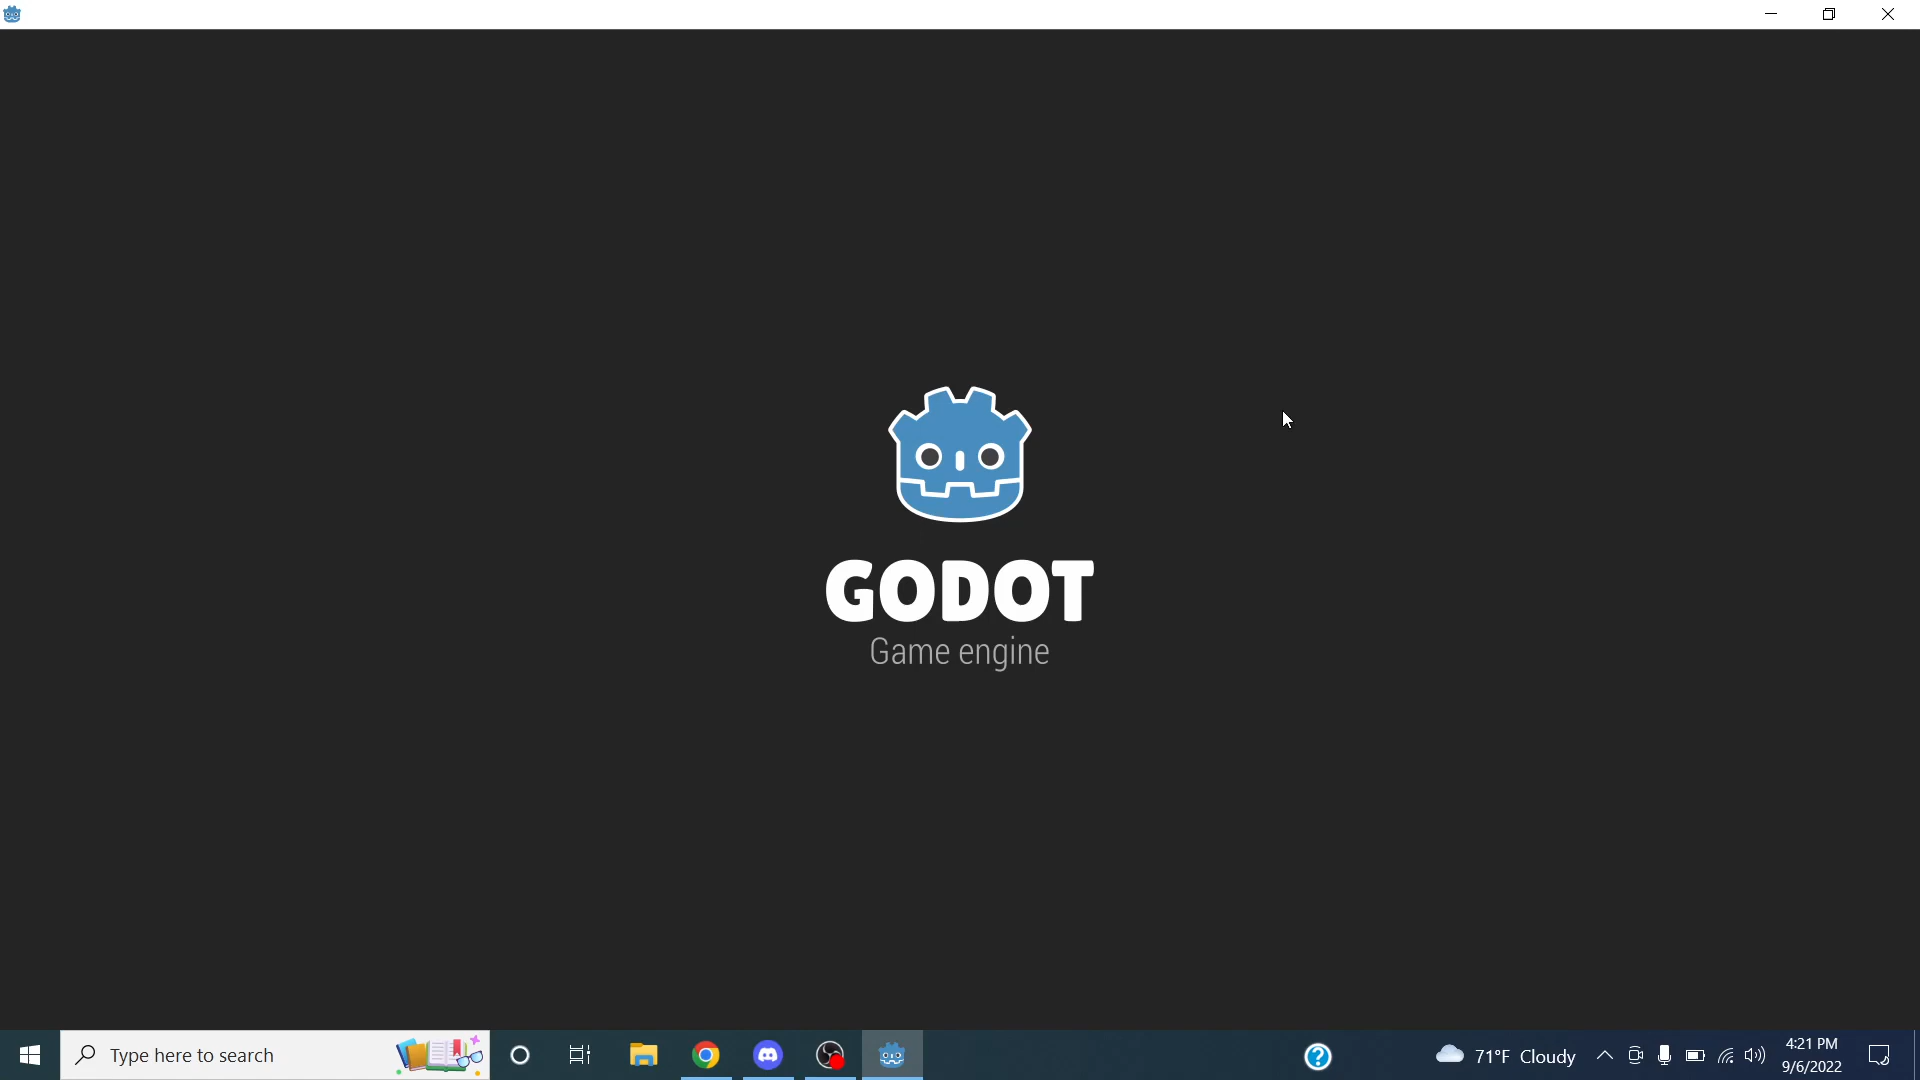 GODOT
Game engine
Type here to search
71°F Cloudy
4:21 PM
9/6/2022